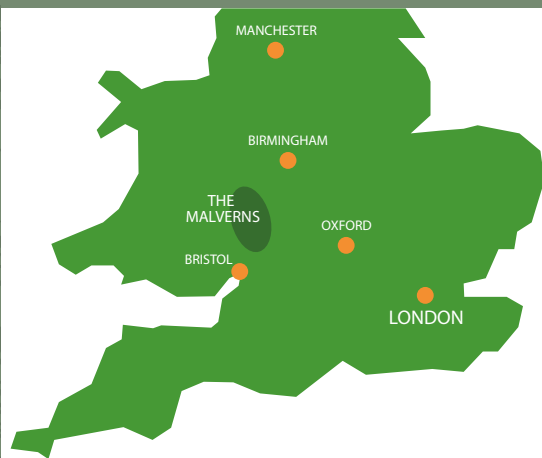 MANCHESTER
BIRMINGHAM
THE
MALVERNS
OXFORD
BRISTOL
LONDON